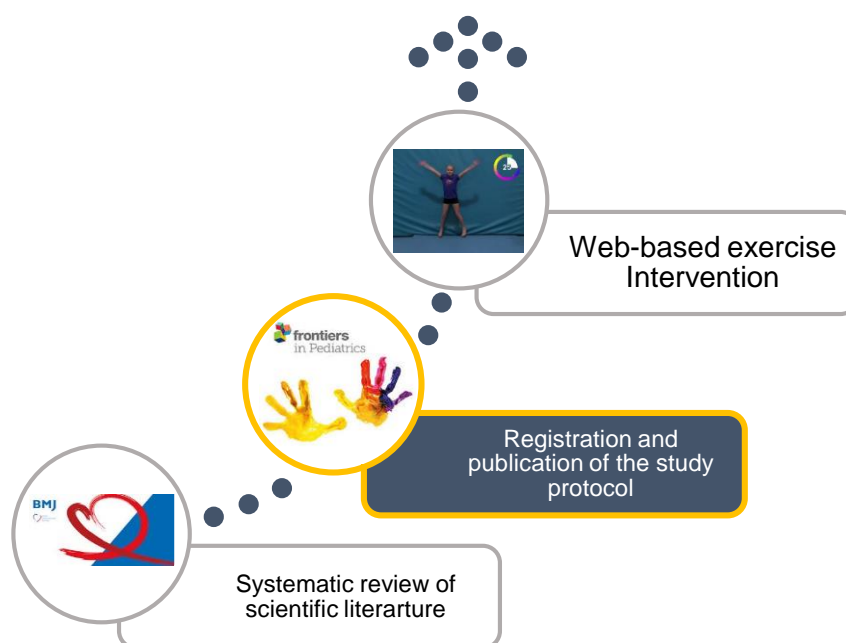 25
Web-based exercise
Intervention
frontiers
in Pediatrics
Registration and
publication of the study
protocol
BMJ
Systematic review of
scientific literarture